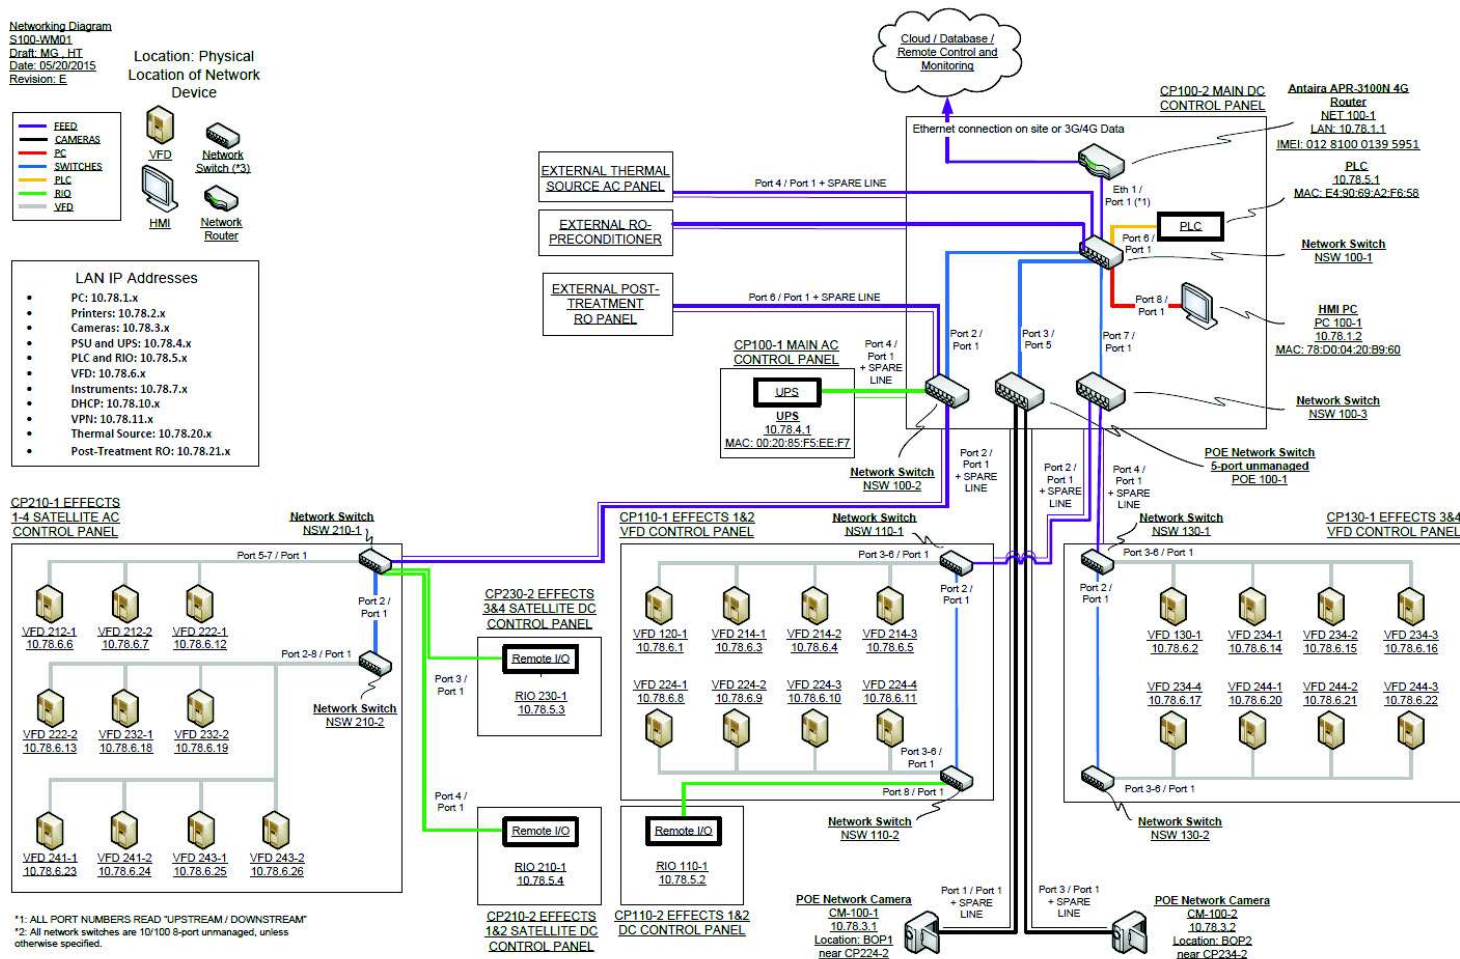 Networking Diagram
S100-WM01
Draft: MG , HT
Date: 05/20/2015
Revision: E
Location: Physical
Location of Network
Device
FEED
CAMERAS
PC
SWITCHES
PLC
RIO
VFD
VFD
Network
Switch (*3)
HMI
Network
Router
LAN IP Addresses
• PC: 10.78.1.x
• Printers: 10.78.2.x
• Cameras: 10.78.3.x
• PSU and UPS: 10.78.4.x
• PLC and RIO: 10.78.5.x
• VFD: 10.78.6.x
• Instruments: 10.78.7.x
• DHCP: 10.78.10.x
• VPN: 10.78.11.x
• Thermal Source: 10.78.20.x
• Post-Treatment RO: 10.78.21.x
Cloud / Database /
Remote Control and
Monitoring
CP100-2 MAIN DC
CONTROL PANEL
Antaira APR-3100N 4G
Router
NET 100-1
LAN: 10.78.1.1
IMEI: 012 8100 0139 5951
Ethernet connection on site or 3G/4G Data
EXTERNAL THERMAL
SOURCE AC PANEL
Port 4 / Port 1 + SPARE LINE
Eth 1 /
Port 1 (*1)
PLC
10.78.5.1
MAC: E4:90:69:A2:F6:58
EXTERNAL RO-
PRECONDITIONER
PLC
Port 6 /
Port 1
Network Switch
NSW 100-1
EXTERNAL POST-
TREATMENT
RO PANEL
Port 6 / Port 1 + SPARE LINE
Port 8 /
Port 1
HMI PC
PC 100-1
10.78.1.2
MAC: 78:D0:04:20:B9:60
Port 2 /
Port 1
Port 3 /
Port 5
Port 7 /
Port 1
CP100-1 MAIN AC
CONTROL PANEL
Port 4 /
Port 1
+ SPARE
LINE
UPS
UPS
10.78.4.1
MAC: 00:20:85:F5:EE:F7
Network Switch
NSW 100-3
Network Switch
NSW 100-2
POE Network Switch
5-port unmanaged
POE 100-1
Port 2 /
Port 1
+ SPARE
LINE
Port 2 /
Port 1
+ SPARE
LINE
Port 4 /
Port 1
+ SPARE
LINE
CP210-1 EFFECTS
1-4 SATELLITE AC
CONTROL PANEL
Network Switch
NSW 210-1
Port 5-7 / Port 1
VFD 212-1
10.78.6.6
VFD 212-2
10.78.6.7
VFD 222-1
10.78.6.12
Port 2 /
Port 1
Port 2-8 / Port 1
Network Switch
NSW 210-2
VFD 222-2
10.78.6.13
VFD 232-1
10.78.6.18
VFD 232-2
10.78.6.19
VFD 241-1
10.78.6.23
VFD 241-2
10.78.6.24
VFD 243-1
10.78.6.25
VFD 243-2
10.78.6.26
CP230-2 EFFECTS
3&4 SATELLITE DC
CONTROL PANEL
Remote I/O
RIO 230-1
10.78.5.3
Port 3 /
Port 1
Port 4 /
Port 1
Remote I/O
RIO 210-1
10.78.5.4
CP210-2 EFFECTS
1&2 SATELLITE DC
CONTROL PANEL
CP110-1 EFFECTS 1&2
VFD CONTROL PANEL
Network Switch
NSW 110-1
Port 3-6 / Port 1
VFD 120-1
10.78.6.1
VFD 214-1
10.78.6.3
VFD 214-2
10.78.6.4
VFD 214-3
10.78.6.5
Port 2 /
Port 1
VFD 224-1
10.78.6.8
VFD 224-2
10.78.6.9
VFD 224-3
10.78.6.10
VFD 224-4
10.78.6.11
Port 3-6 /
Port 1
Port 8 / Port 1
Network Switch
NSW 110-2
Remote I/O
RIO 110-1
10.78.5.2
CP110-2 EFFECTS 1&2
DC CONTROL PANEL
CP130-1 EFFECTS 3&4
VFD CONTROL PANEL
Network Switch
NSW 130-1
Port 3-6 / Port 1
Port 2 /
Port 1
VFD 130-1
10.78.6.2
VFD 234-1
10.78.6.14
VFD 234-2
10.78.6.15
VFD 234-3
10.78.6.16
VFD 234-4
10.78.6.17
VFD 244-1
10.78.6.20
VFD 244-2
10.78.6.21
VFD 244-3
10.78.6.22
Port 3-6 / Port 1
Network Switch
NSW 130-2
POE Network Camera
CM-100-1
10.78.3.1
Location: BOP1
near CP224-2
Port 1 / Port 1
+ SPARE
LINE
Port 3 / Port 1
+ SPARE
LINE
POE Network Camera
CM-100-2
10.78.3.2
Location: BOP2
near CP234-2
*1: ALL PORT NUMBERS READ "UPSTREAM / DOWNSTREAM"
*2: All network switches are 10/100 8-port unmanaged, unless
otherwise specified.